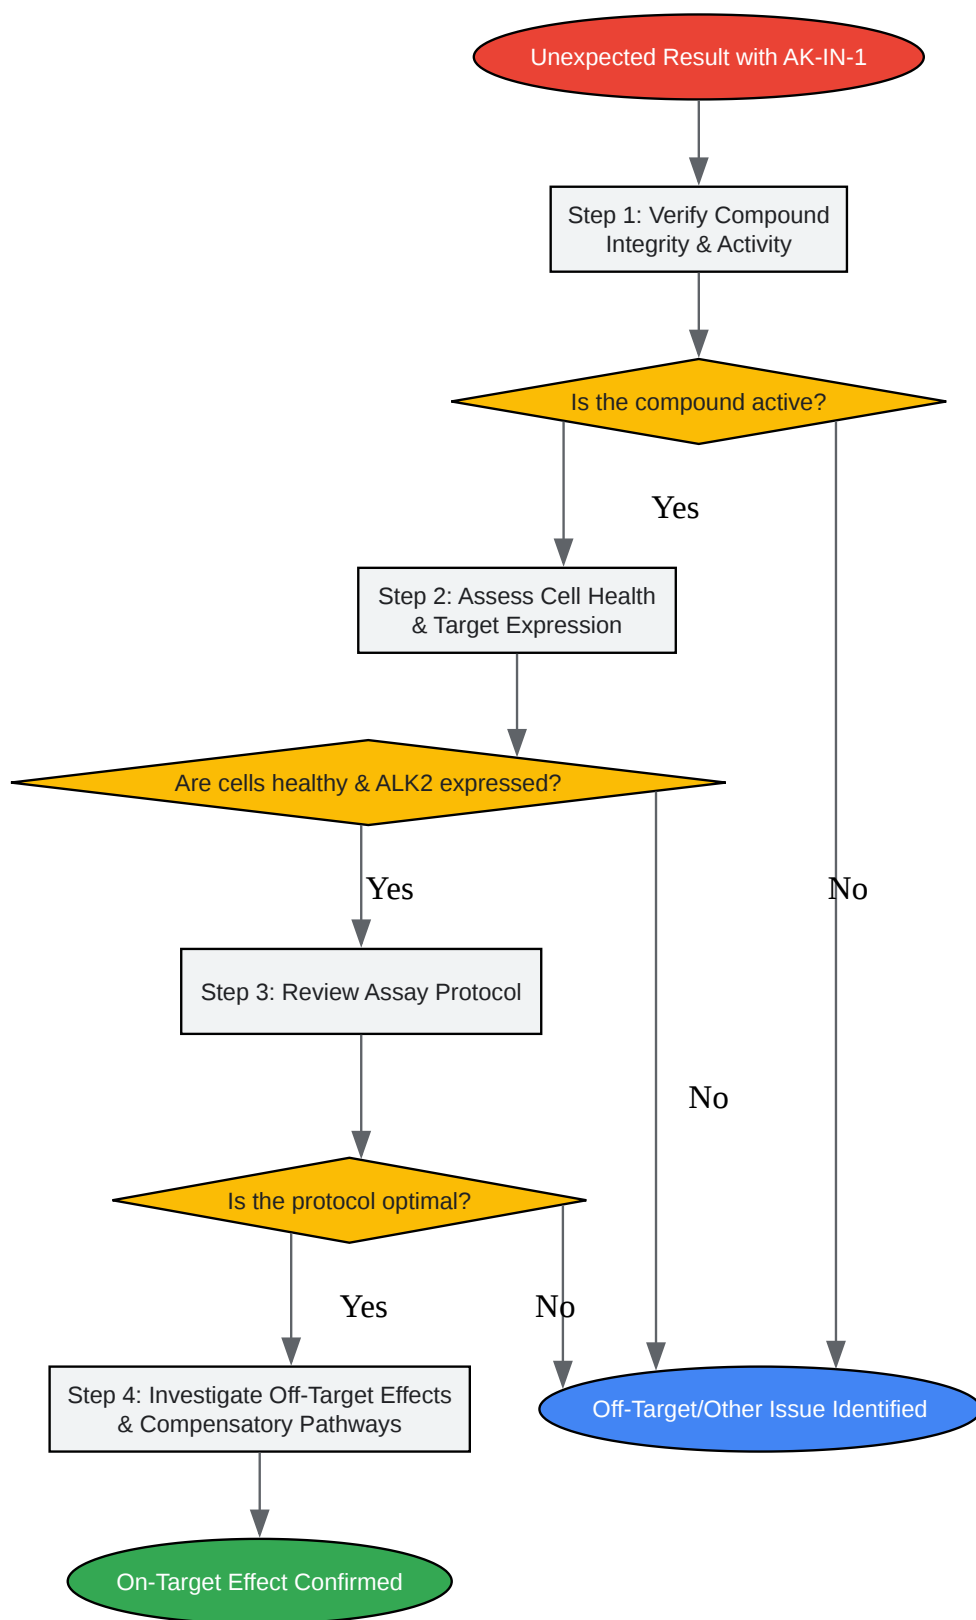 Unexpected Result with AK-IN-1
Step 1: Verify Compound
Integrity & Activity
Is the compound active?
Yes
Step 2: Assess Cell Health
& Target Expression
Are cells healthy & ALK2 expressed?
Yes
No
Step 3: Review Assay Protocol
No
Is the protocol optimal?
Yes
No
Step 4: Investigate Off-Target Effects
& Compensatory Pathways
Off-Target/Other Issue Identified
On-Target Effect Confirmed